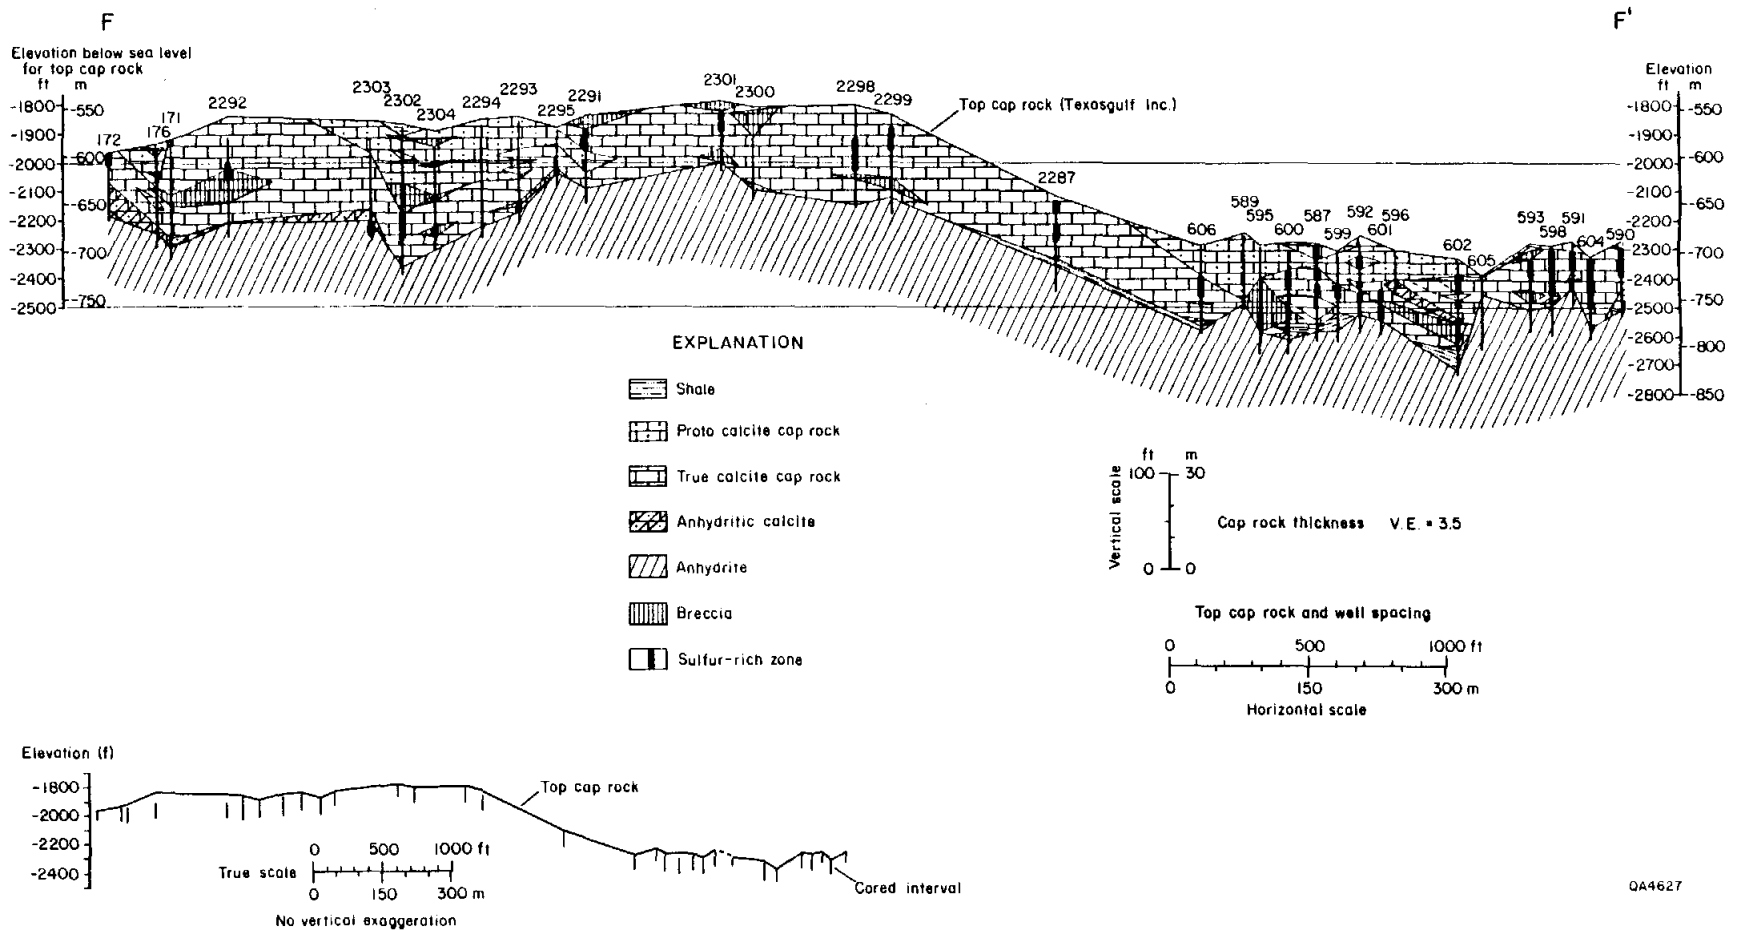 F
F'
Elevation below sea level
for top cap rock
ft m
-1800
-1900
-2000
-2100
-2200
-2300
-2400
-2500
-550
600
-650
-700
-750
172
176
171
2292
2303
2302
2304
2294
2293
2295
2291
2301
2300
2298
2299
Top cap rock (Texasgulf Inc.)
2287
606
589
595
600
587
599
592
601
596
602
605
593
598
591
604
590
Elevation
ft m
-1800
-1900
-2000
-2100
-2200
-2300
-2400
-2500
-2600
-2700
-2800
-550
-600
-650
-700
-750
-800
-850
EXPLANATION
Shale
Proto calcite cap rock
True calcite cap rock
Anhydritic calcite
Anhydrite
Breccia
Sulfur-rich zone
ft m
100 30
Vertical scale
0 0
Cap rock thickness V.E. = 3.5
Top cap rock and well spacing
0 500 1000 ft
0 150 300 m
Horizontal scale
Elevation (f)
-1800
-2000
-2200
-2400
Top cap rock
0 500 1000 ft
True scale
0 150 300 m
No vertical exaggeration
Cored interval
QA4627